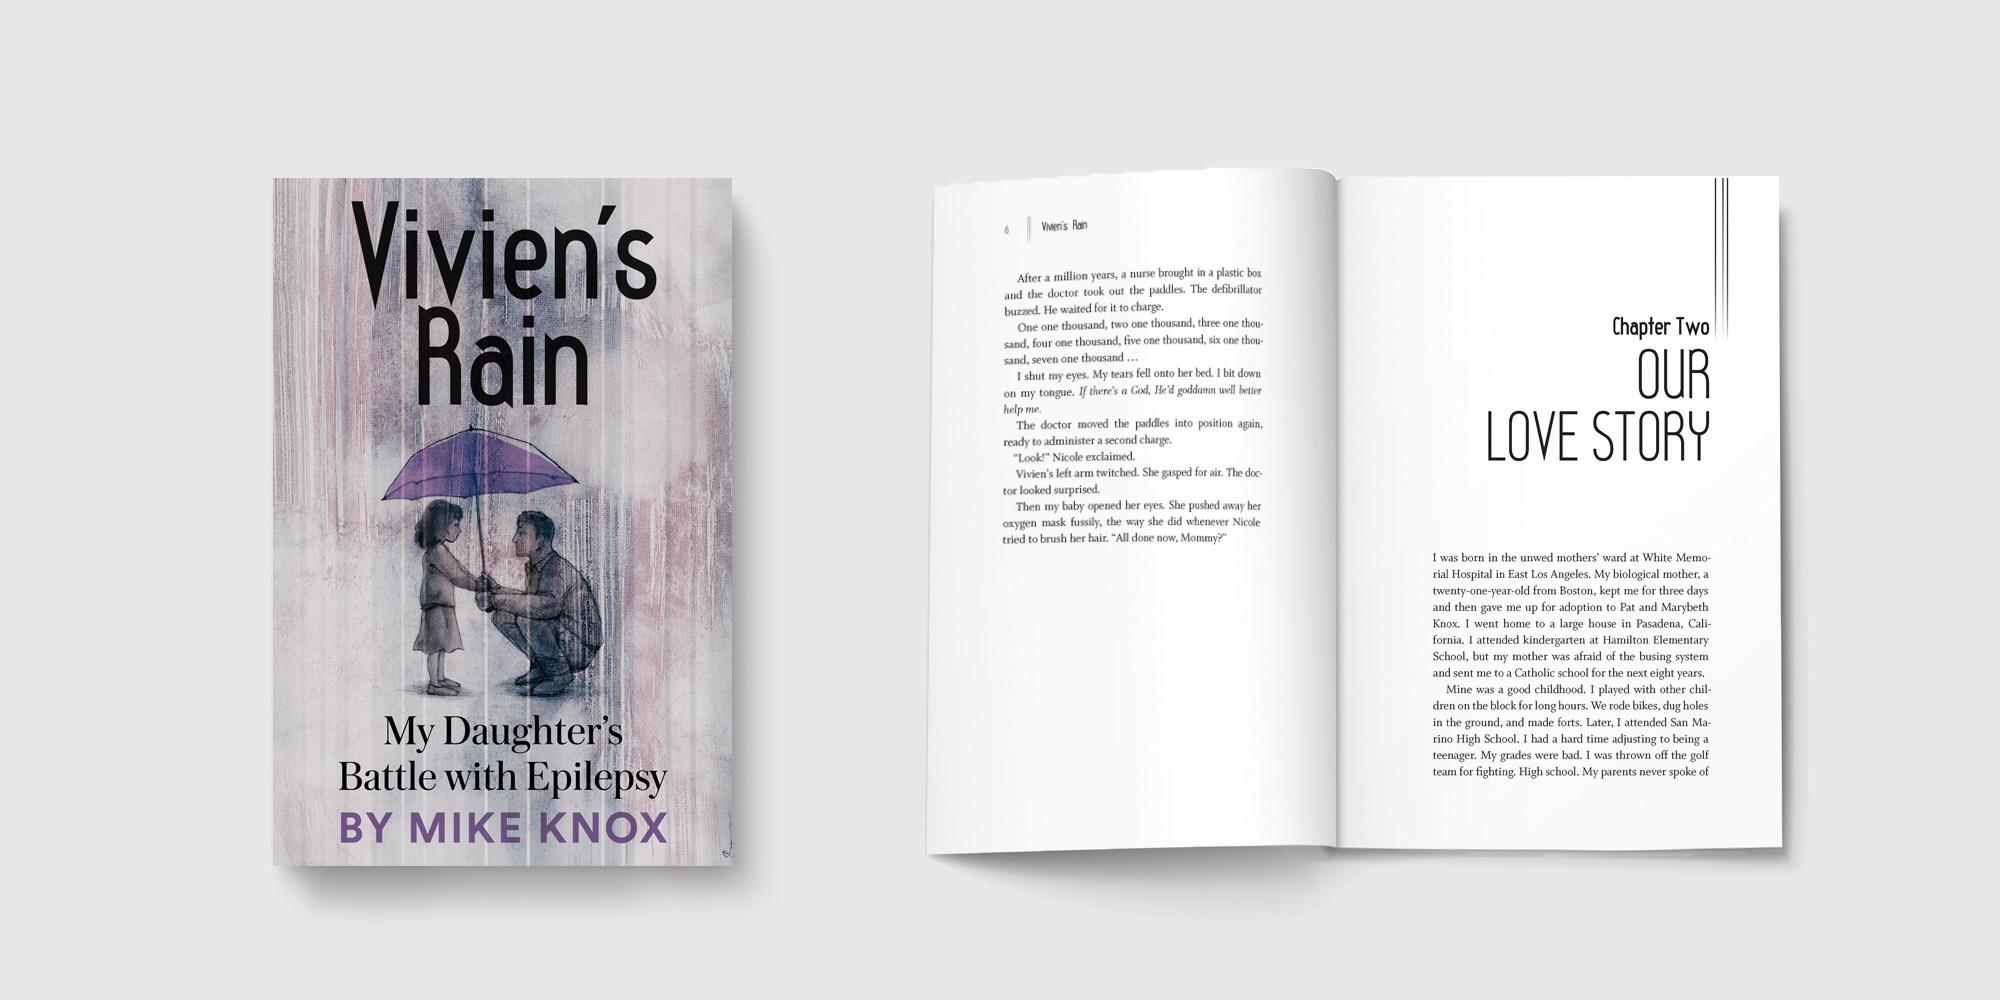 Vivien's
Rain
My Daughter's
Battle with Epilepsy
BY MIKE KNOX
6
Vivien's Rain
After a million years, a nurse brought in a plastic box
and the doctor took out the paddles. The defibrillator
buzzed. He waited for it to charge.
One one thousand, two one thousand, three one thou-
sand, four one thousand, five one thousand, six one thou-
sand, seven one thousand …
I shut my eyes. My tears fell onto her bed. I bit down
on my tongue. If there's a God, He'd goddamn well better
help me.
The doctor moved the paddles into position again,
ready to administer a second charge.
“Look!” Nicole exclaimed.
Vivien's left arm twitched. She gasped for air. The doc-
tor looked surprised.
Then my baby opened her eyes. She pushed away her
oxygen mask fussily, the way she did whenever Nicole
tried to brush her hair. “All done now, Mommy?”
Chapter Two
OUR
LOVE STORY
I was born in the unwed mothers’ ward at White Memo-
rial Hospital in East Los Angeles. My biological mother, a
twenty-one-year-old from Boston, kept me for three days
and then gave me up for adoption to Pat and Marybeth
Knox. I went home to a large house in Pasadena, Cali-
fornia. I attended kindergarten at Hamilton Elementary
School, but my mother was afraid of the busing system
and sent me to a Catholic school for the next eight years.
Mine was a good childhood. I played with other chil-
dren on the block for long hours. We rode bikes, dug holes
in the ground, and made forts. Later, I attended San Ma-
rino High School. I had a hard time adjusting to being a
teenager. My grades were bad. I was thrown off the golf
team for fighting. High school. My parents never spoke of